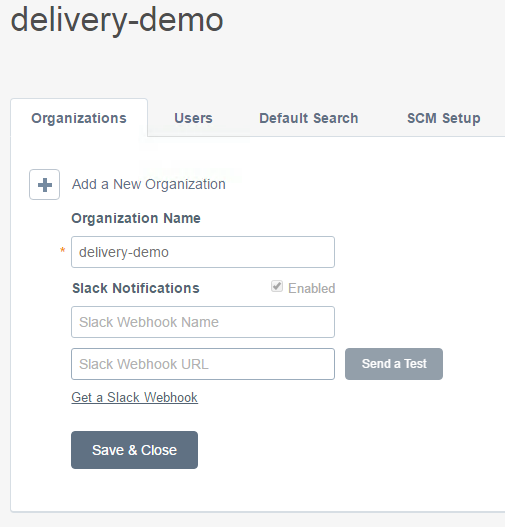 delivery-demo
Organizations Users Default Search SCM Setup
Add a New Organization
Organization Name
* delivery-demo
Slack Notifications Enabled
Slack Webhook Name
Slack Webhook URL Send a Test
Get a Slack Webhook
Save & Close